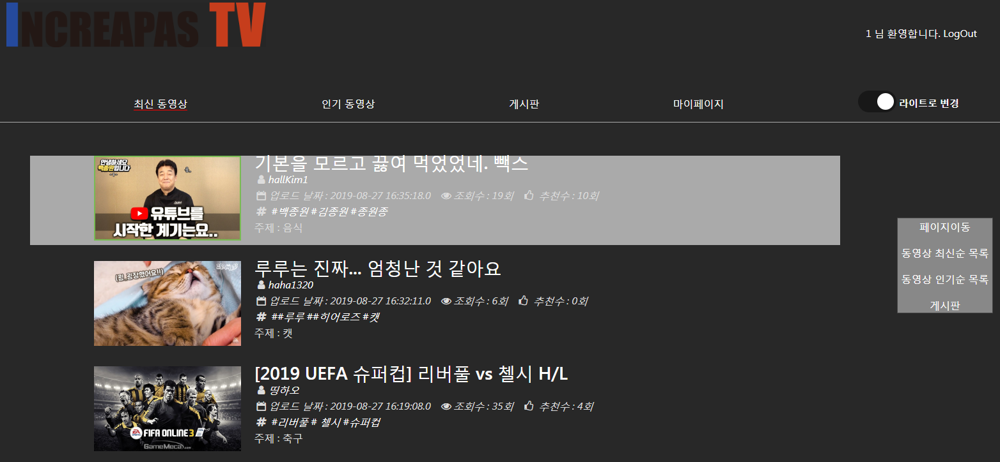 INCREAPAS TV
1 님 환영합니다. LogOut
최신 동영상
인기 동영상
게시판
마이페이지
라이트로 변경
안녕하세요
백종원입니다
유튜브를
시작한 계기는요..
기본을 모르고 끓여 먹었었네. 빽스
hallKim1
업로드 날짜 : 2019-08-27 16:35:18.0 조회수 : 19회 추천수 : 10회
# #백종원 #김종원 #종원종
주제 : 음식
페이지이동
동영상 최신순 목록
동영상 인기순 목록
게시판
(굉..굉장했어요!!)
루루는 진짜... 엄청난 것 같아요
haha1320
업로드 날짜 : 2019-08-27 16:32:11.0 조회수 : 6회 추천수 : 0회
# ##루루 ##히어로즈 #캣
주제 : 캣
EA SPORTS FIFA ONLINE 3
GameMeca.com
[2019 UEFA 슈퍼컵] 리버풀 vs 첼시 H/L
띵하오
업로드 날짜 : 2019-08-27 16:19:08.0 조회수 : 35회 추천수 : 4회
# #리버풀 # 첼시 #슈퍼컵
주제 : 축구